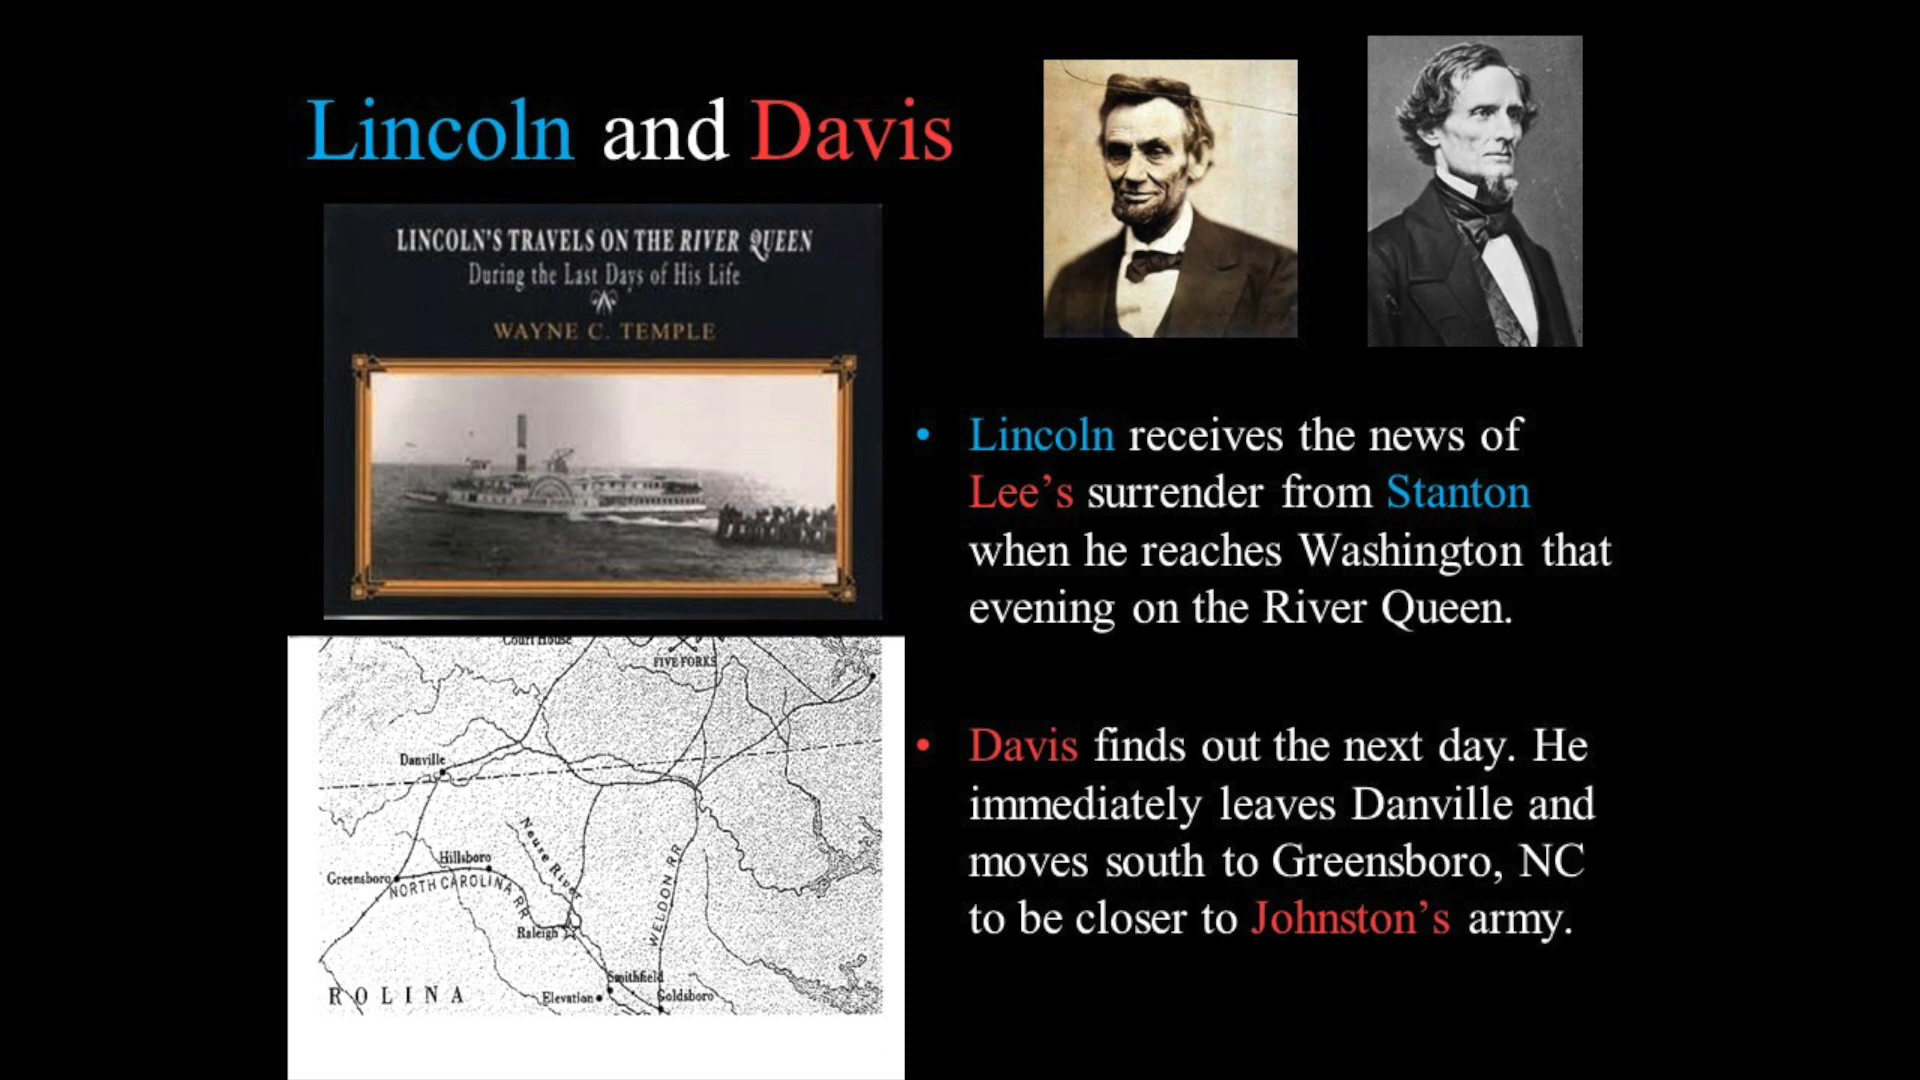 Lincoln and Davis
LINCOLN'S TRAVELS ON THE RIVER QUEEN
During the Last Days of His Life
WAYNE C. TEMPLE
• Lincoln receives the news of
Lee’s surrender from Stanton
when he reaches Washington that
evening on the River Queen.
• Davis finds out the next day. He
immediately leaves Danville and
moves south to Greensboro, NC
to be closer to Johnston’s army.
Court House
FIVE FORKS
Danville
Neuse River
Hillsboro
Greensboro
NORTH CAROLINA RR
WELDON RR
Raleigh
Smithfield
Elevation
Goldsboro
ROLINA